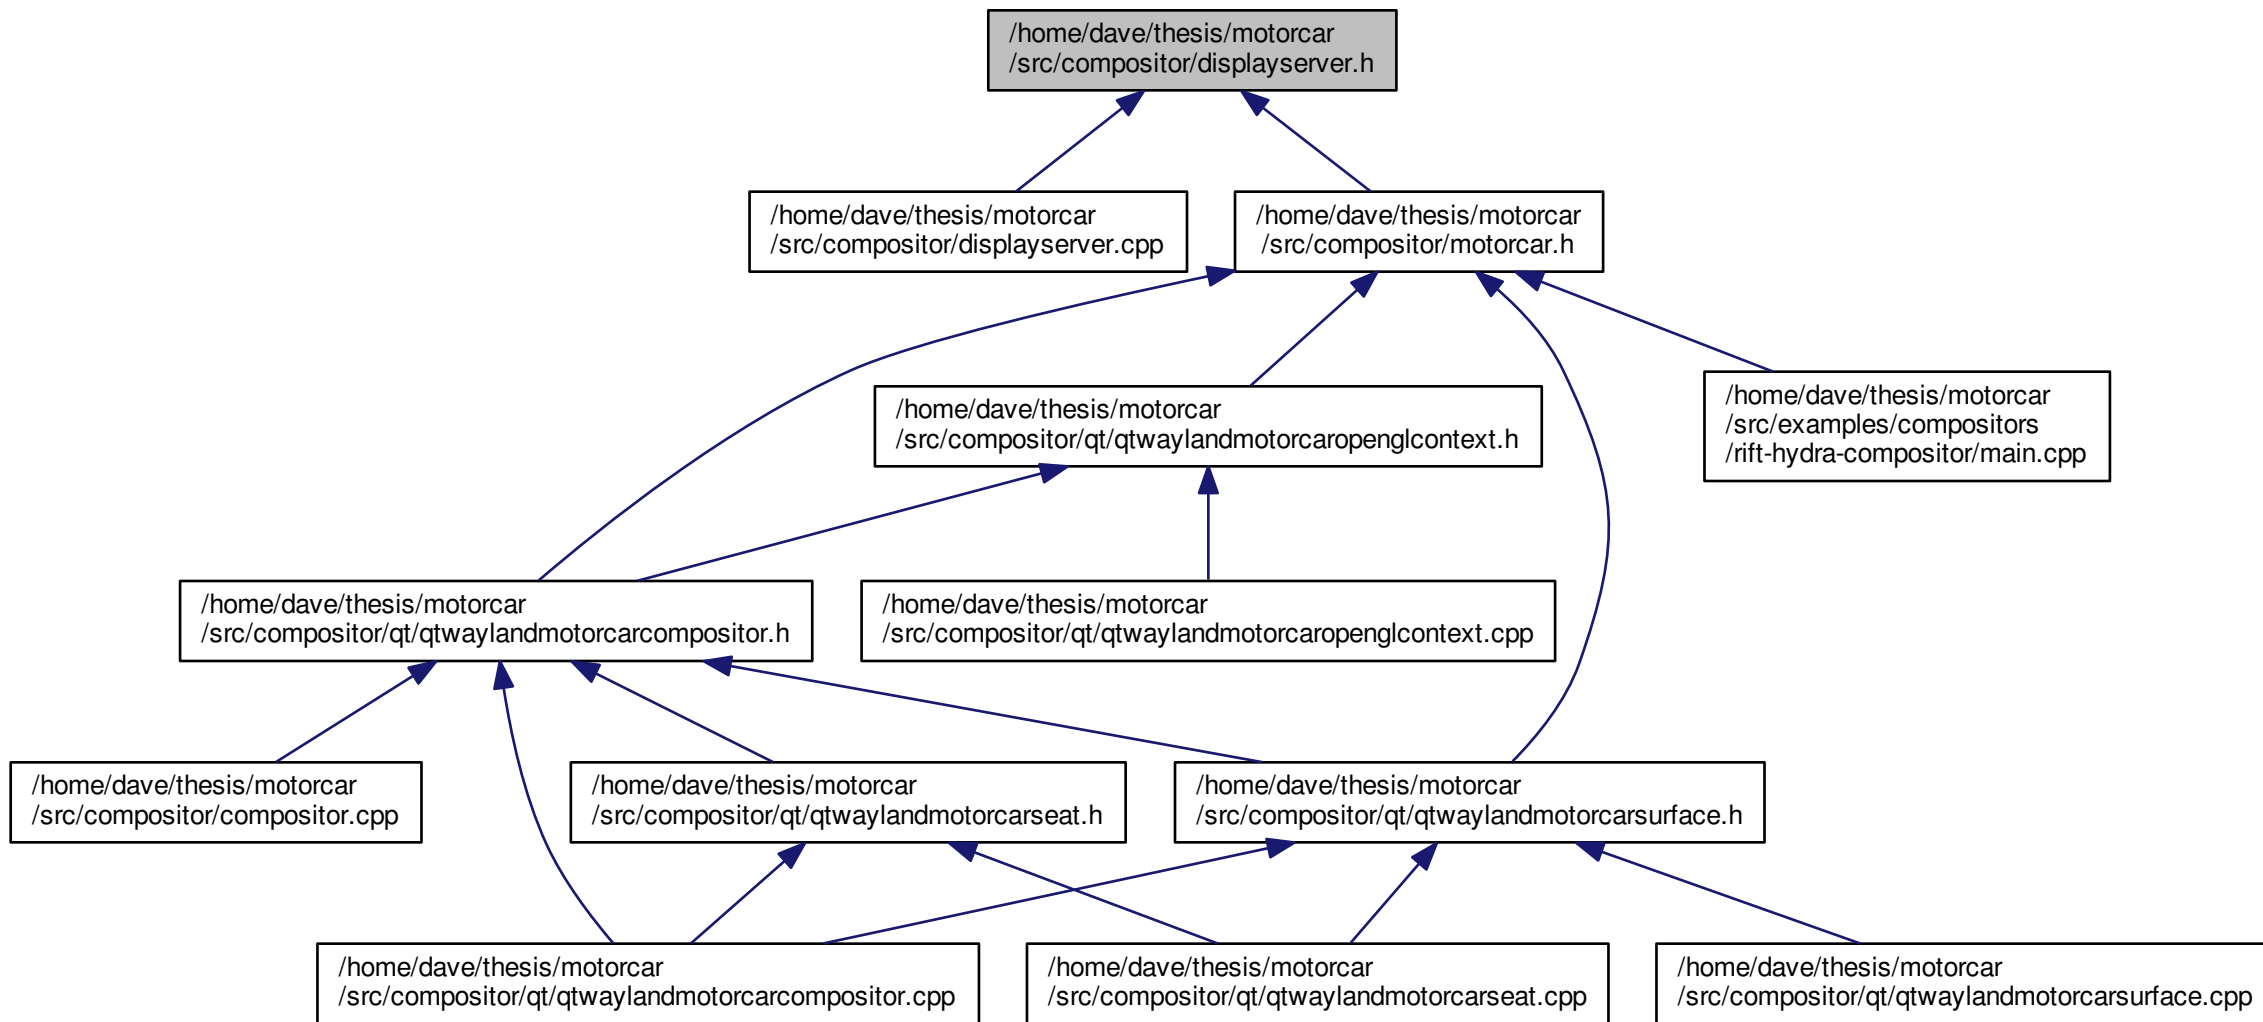 /home/dave/thesis/motorcar
/src/compositor/displayserver.h
/home/dave/thesis/motorcar
/src/compositor/displayserver.cpp
/home/dave/thesis/motorcar
/src/compositor/motorcar.h
/home/dave/thesis/motorcar
/src/compositor/qt/qtwaylandmotorcaropenglcontext.h
/home/dave/thesis/motorcar
/src/examples/compositors
/rift-hydra-compositor/main.cpp
/home/dave/thesis/motorcar
/src/compositor/qt/qtwaylandmotorcarcompositor.h
/home/dave/thesis/motorcar
/src/compositor/qt/qtwaylandmotorcaropenglcontext.cpp
/home/dave/thesis/motorcar
/src/compositor/compositor.cpp
/home/dave/thesis/motorcar
/src/compositor/qt/qtwaylandmotorcarseat.h
/home/dave/thesis/motorcar
/src/compositor/qt/qtwaylandmotorcarsurface.h
/home/dave/thesis/motorcar
/src/compositor/qt/qtwaylandmotorcarcompositor.cpp
/home/dave/thesis/motorcar
/src/compositor/qt/qtwaylandmotorcarseat.cpp
/home/dave/thesis/motorcar
/src/compositor/qt/qtwaylandmotorcarsurface.cpp